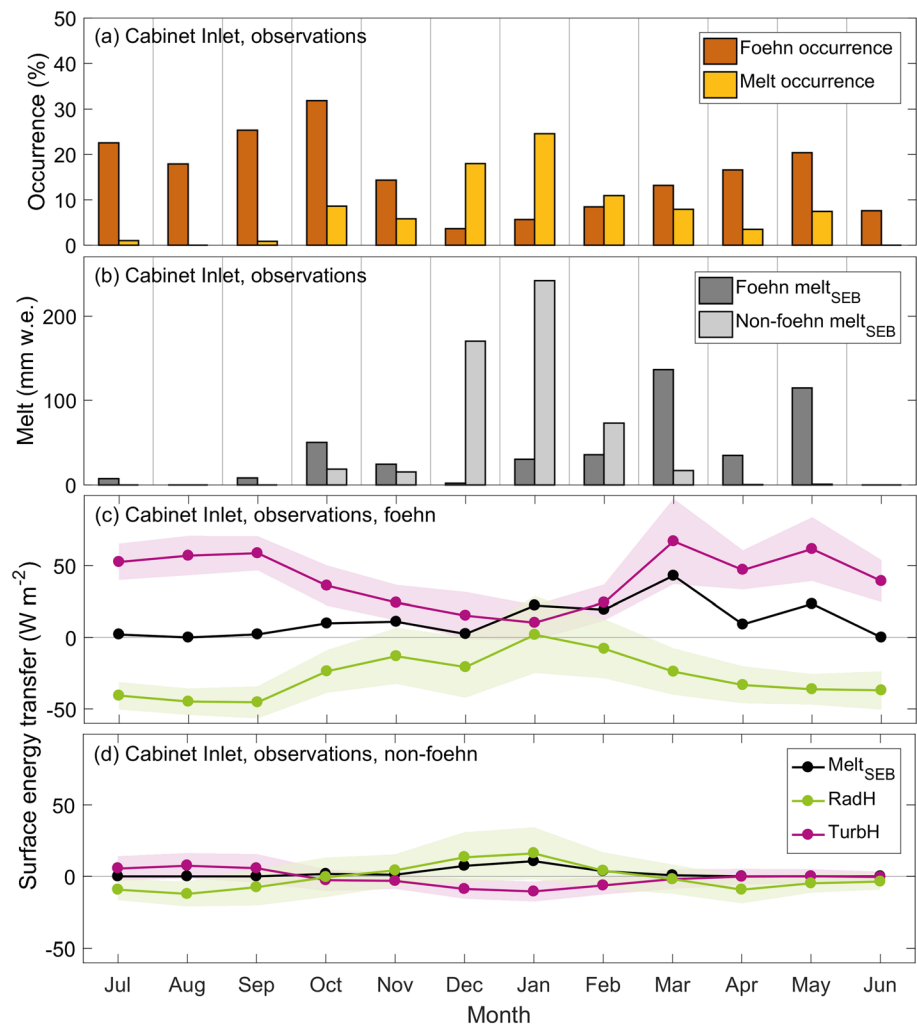 (a) Cabinet Inlet, observations
Foehn occurrence
Melt occurrence
Occurrence (%)
50
40
30
20
10
0
(b) Cabinet Inlet, observations
Foehn melt_SEB
Non-foehn melt_SEB
Melt (mm w.e.)
200
100
0
(c) Cabinet Inlet, observations, foehn
50
0
-50
Surface energy transfer (W m⁻²)
(d) Cabinet Inlet, observations, non-foehn
Melt_SEB
RadH
TurbH
50
0
-50
Jul Aug Sep Oct Nov Dec Jan Feb Mar Apr May Jun
Month